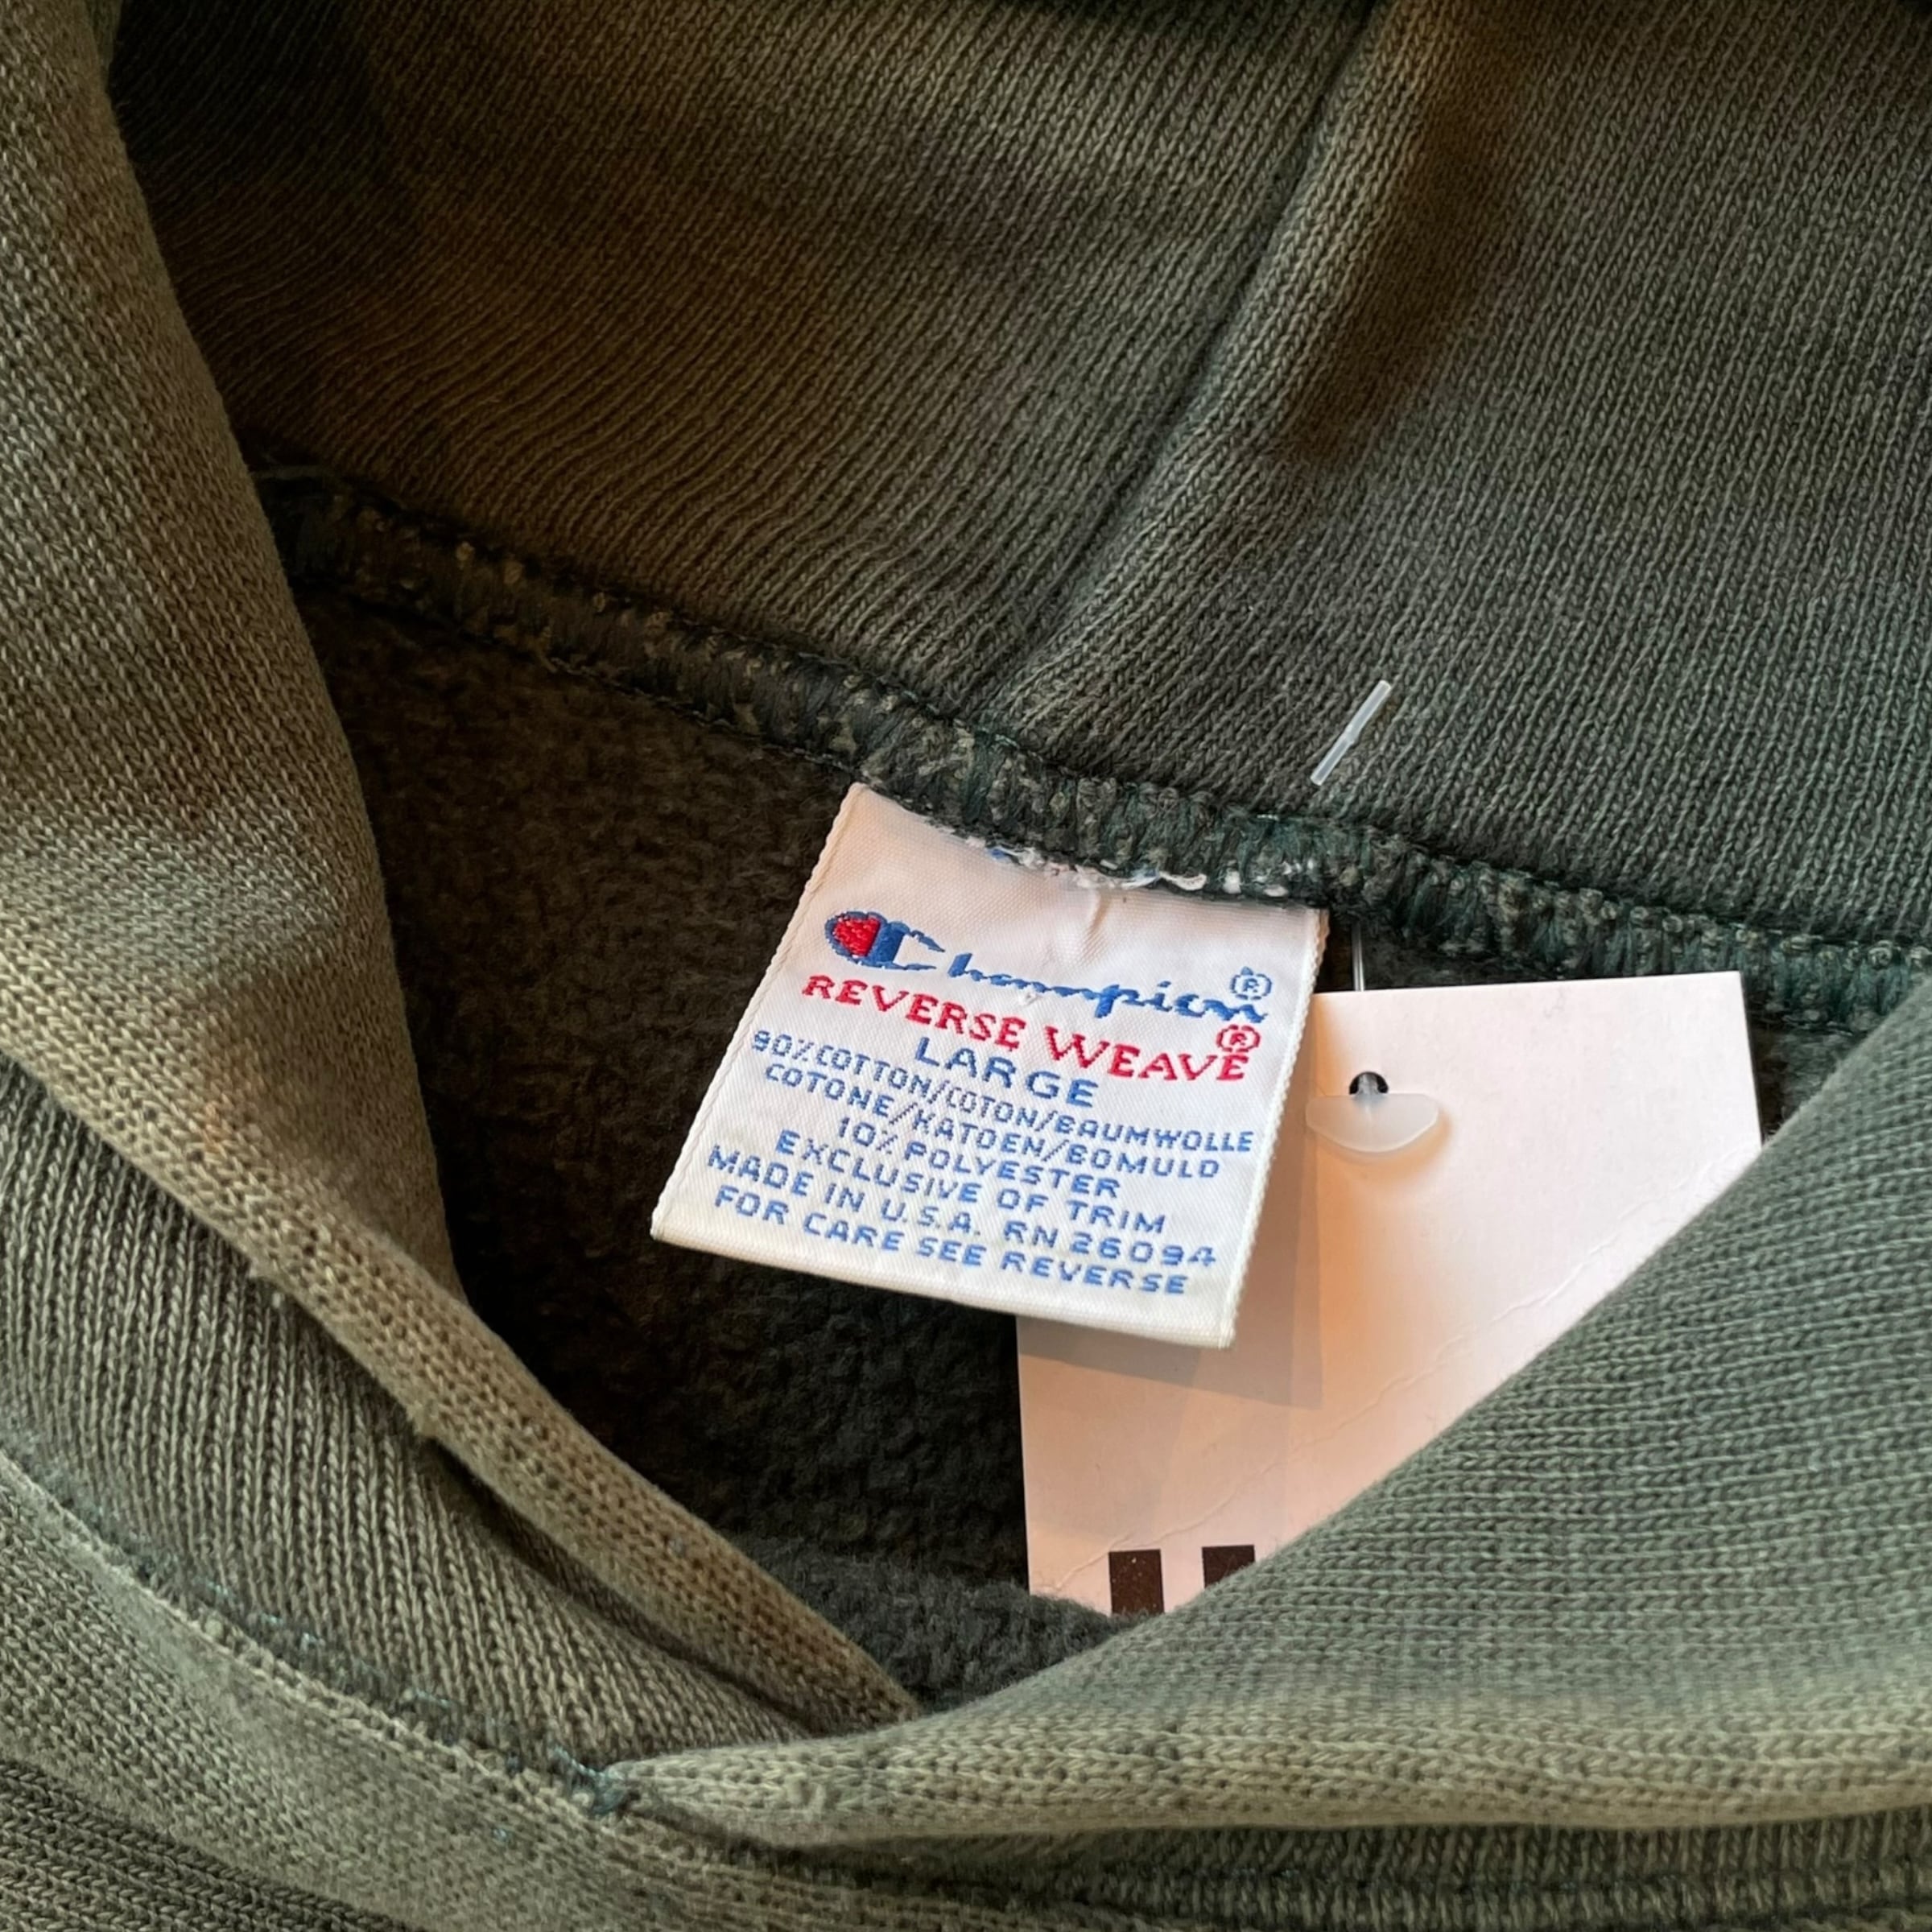 Champion®
REVERSE WEAVE®
LARGE
90%COTTON/COTON/BAUMWOLLE
COTONE/KATOEN/BOMULD
10% POLYESTER
EXCLUSIVE OF TRIM
MADE IN U.S.A. RN 26094
FOR CARE SEE REVERSE